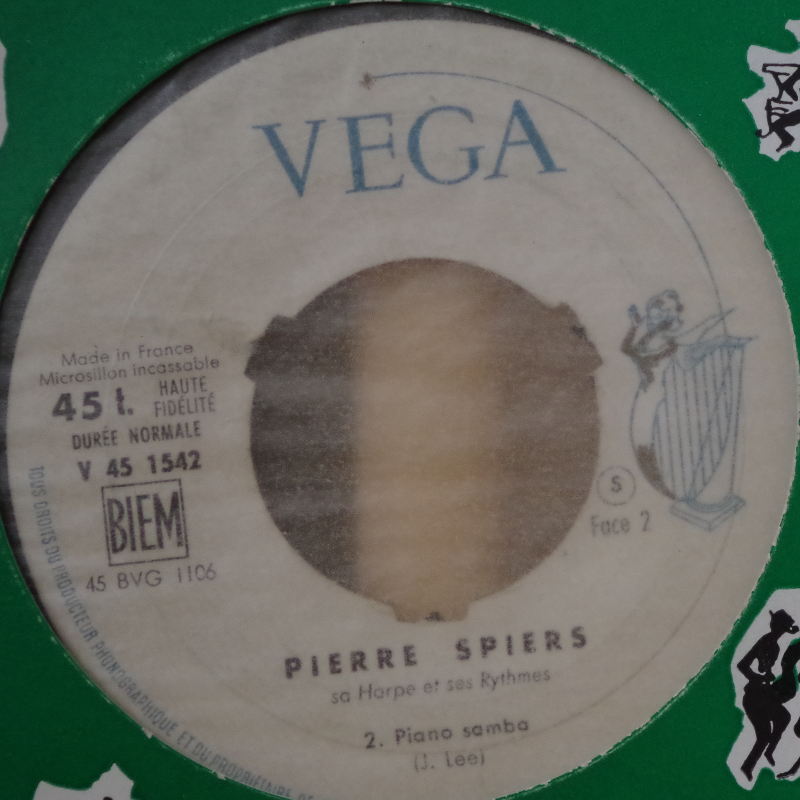 VEGA
Made in France
Microsillon incassable
45 t. HAUTE FIDÉLITÉ
DURÉE NORMALE
V 45 1542
BIEM
45 BVG 1106
S
Face 2
PIERRE SPIERS
sa Harpe et ses Rythmes
2. Piano samba
(J. Lee)
TOUS DROITS DU PRODUCTEUR PHONOGRAPHIQUE ET DU PROPRIÉTAIRE DE